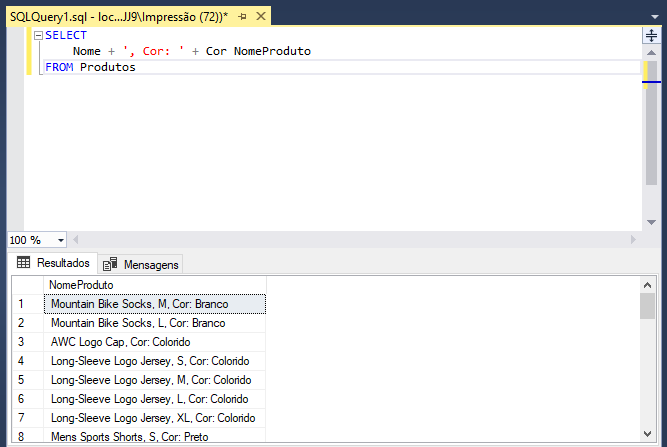 SQLQuery1.sql - loc...JJ9\Impressão (72))*
SELECT
Nome + ', Cor: ' + Cor NomeProduto
FROM Produtos
100 %
Resultados Mensagens
NomeProduto
1 Mountain Bike Socks, M, Cor: Branco
2 Mountain Bike Socks, L, Cor: Branco
3 AWC Logo Cap, Cor: Colorido
4 Long-Sleeve Logo Jersey, S, Cor: Colorido
5 Long-Sleeve Logo Jersey, M, Cor: Colorido
6 Long-Sleeve Logo Jersey, L, Cor: Colorido
7 Long-Sleeve Logo Jersey, XL, Cor: Colorido
8 Mens Sports Shorts, S, Cor: Preto